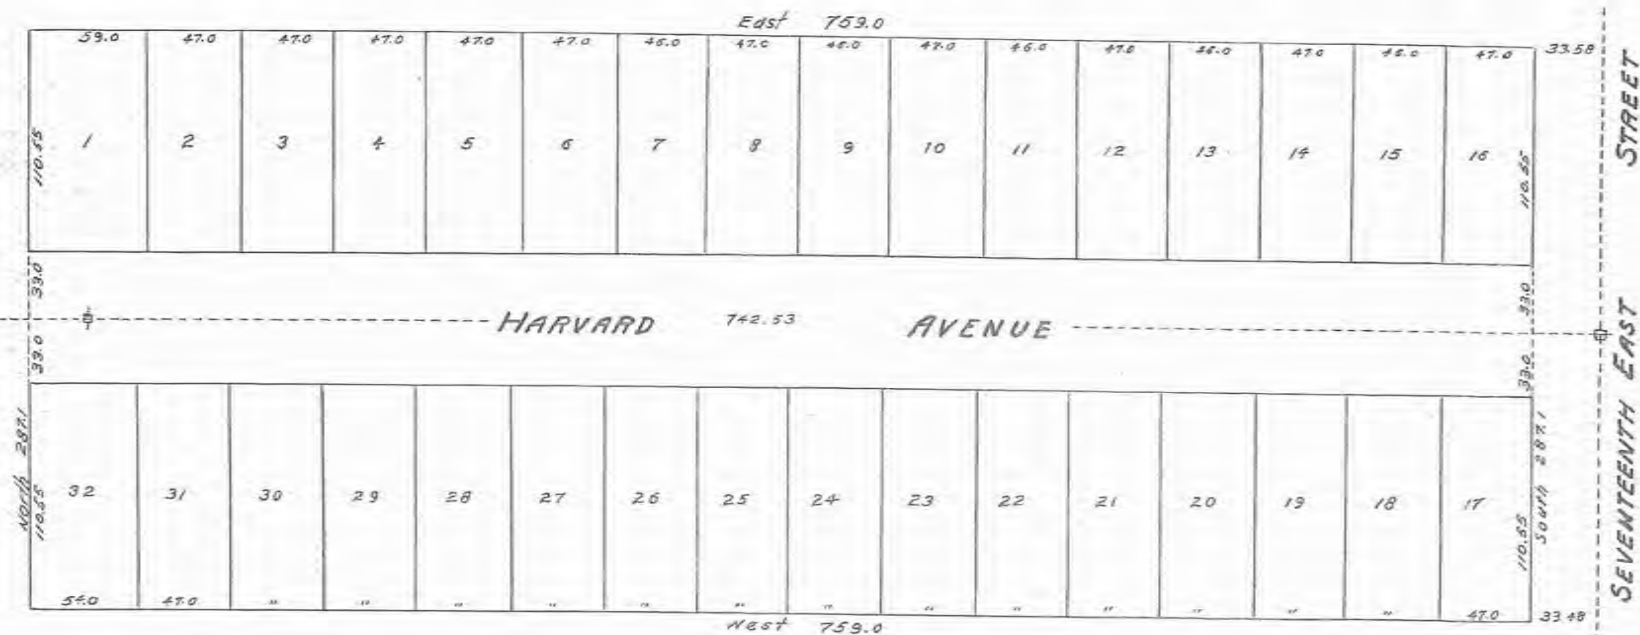 East 759.0
59.0 47.0 47.0 47.0 47.0 47.0 46.0 47.0 46.0 47.0 46.0 47.0 46.0 47.0 46.0 47.0 33.58
110.55 1 2 3 4 5 6 7 8 9 10 11 12 13 14 15 16 110.55
33.0 33.0
HARVARD 742.53 AVENUE
33.0 33.0
North 287.1
110.55 32 31 30 29 28 27 26 25 24 23 22 21 20 19 18 17 110.55
South 287.1
54.0 47.0 " " " " " " " " " " " " " 47.0 33.48
West 759.0
SEVENTEENTH EAST STREET